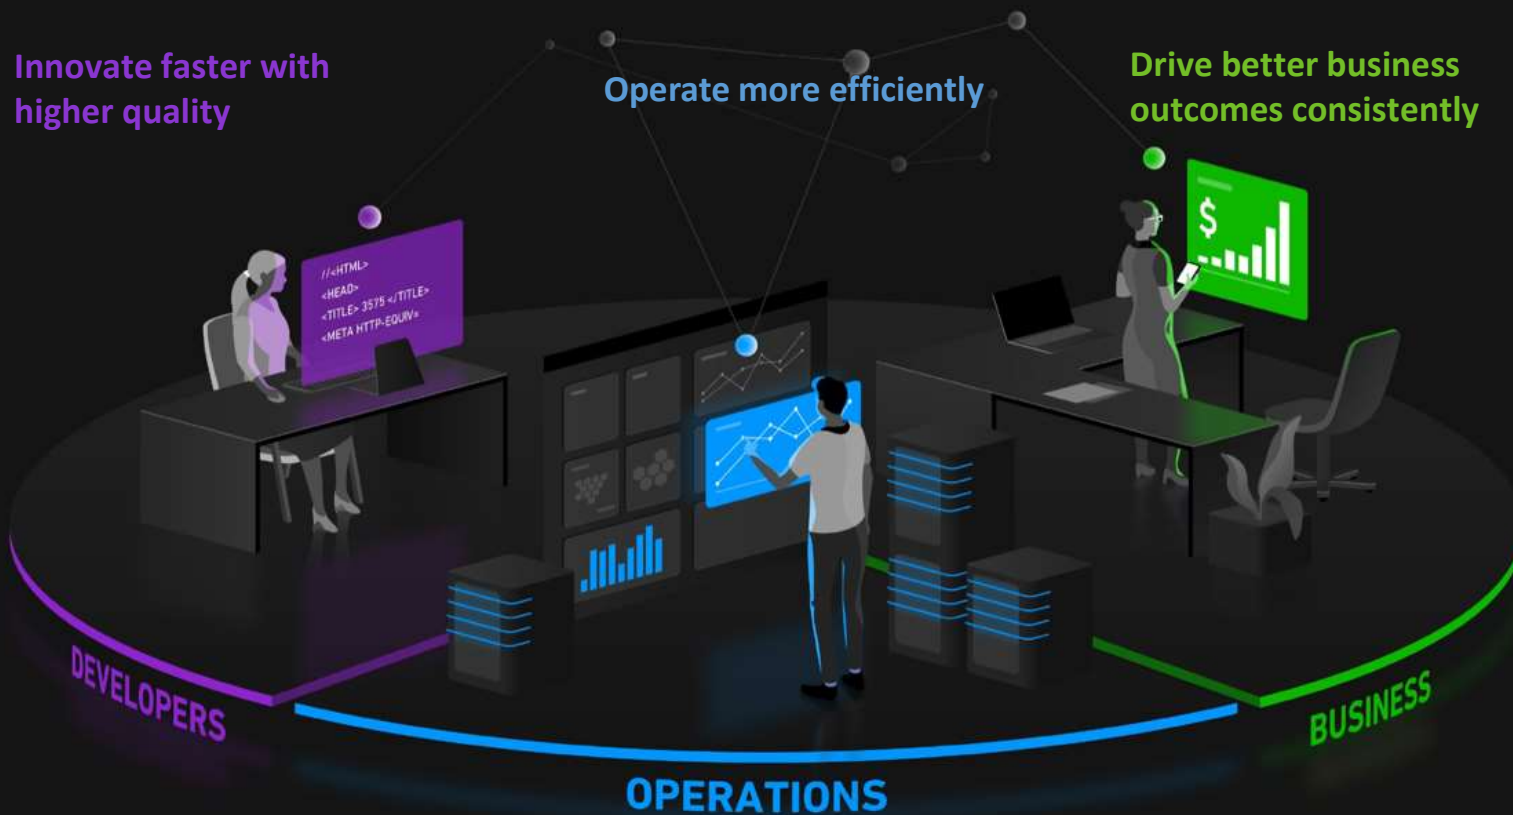 Innovate faster with
higher quality
Operate more efficiently
Drive better business
outcomes consistently
//<HTML>
<HEAD>
<TITLE> 3575 </TITLE>
<META HTTP-EQUIV=
$
DEVELOPERS
OPERATIONS
BUSINESS